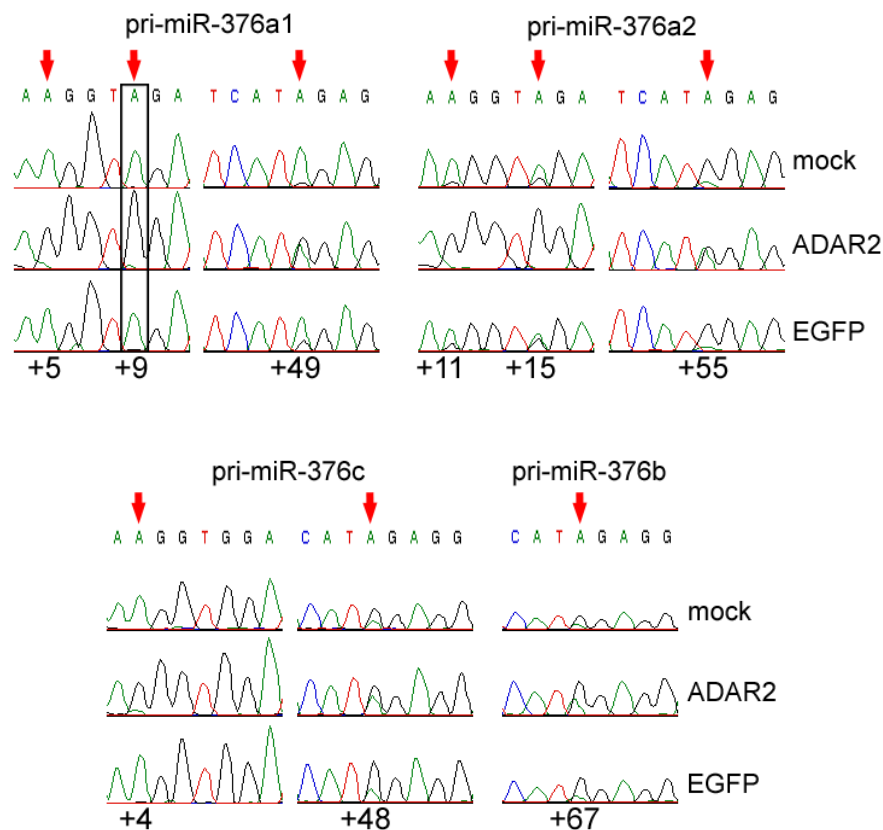 pri-miR-376a1
pri-miR-376a2
A A G G T A G A T C A T A G A G
A A G G T A G A T C A T A G A G
mock
ADAR2
EGFP
+5 +9 +49
+11 +15 +55
pri-miR-376c
pri-miR-376b
A A G G T G G A C A T A G A G G
C A T A G A G G
mock
ADAR2
EGFP
+4 +48 +67